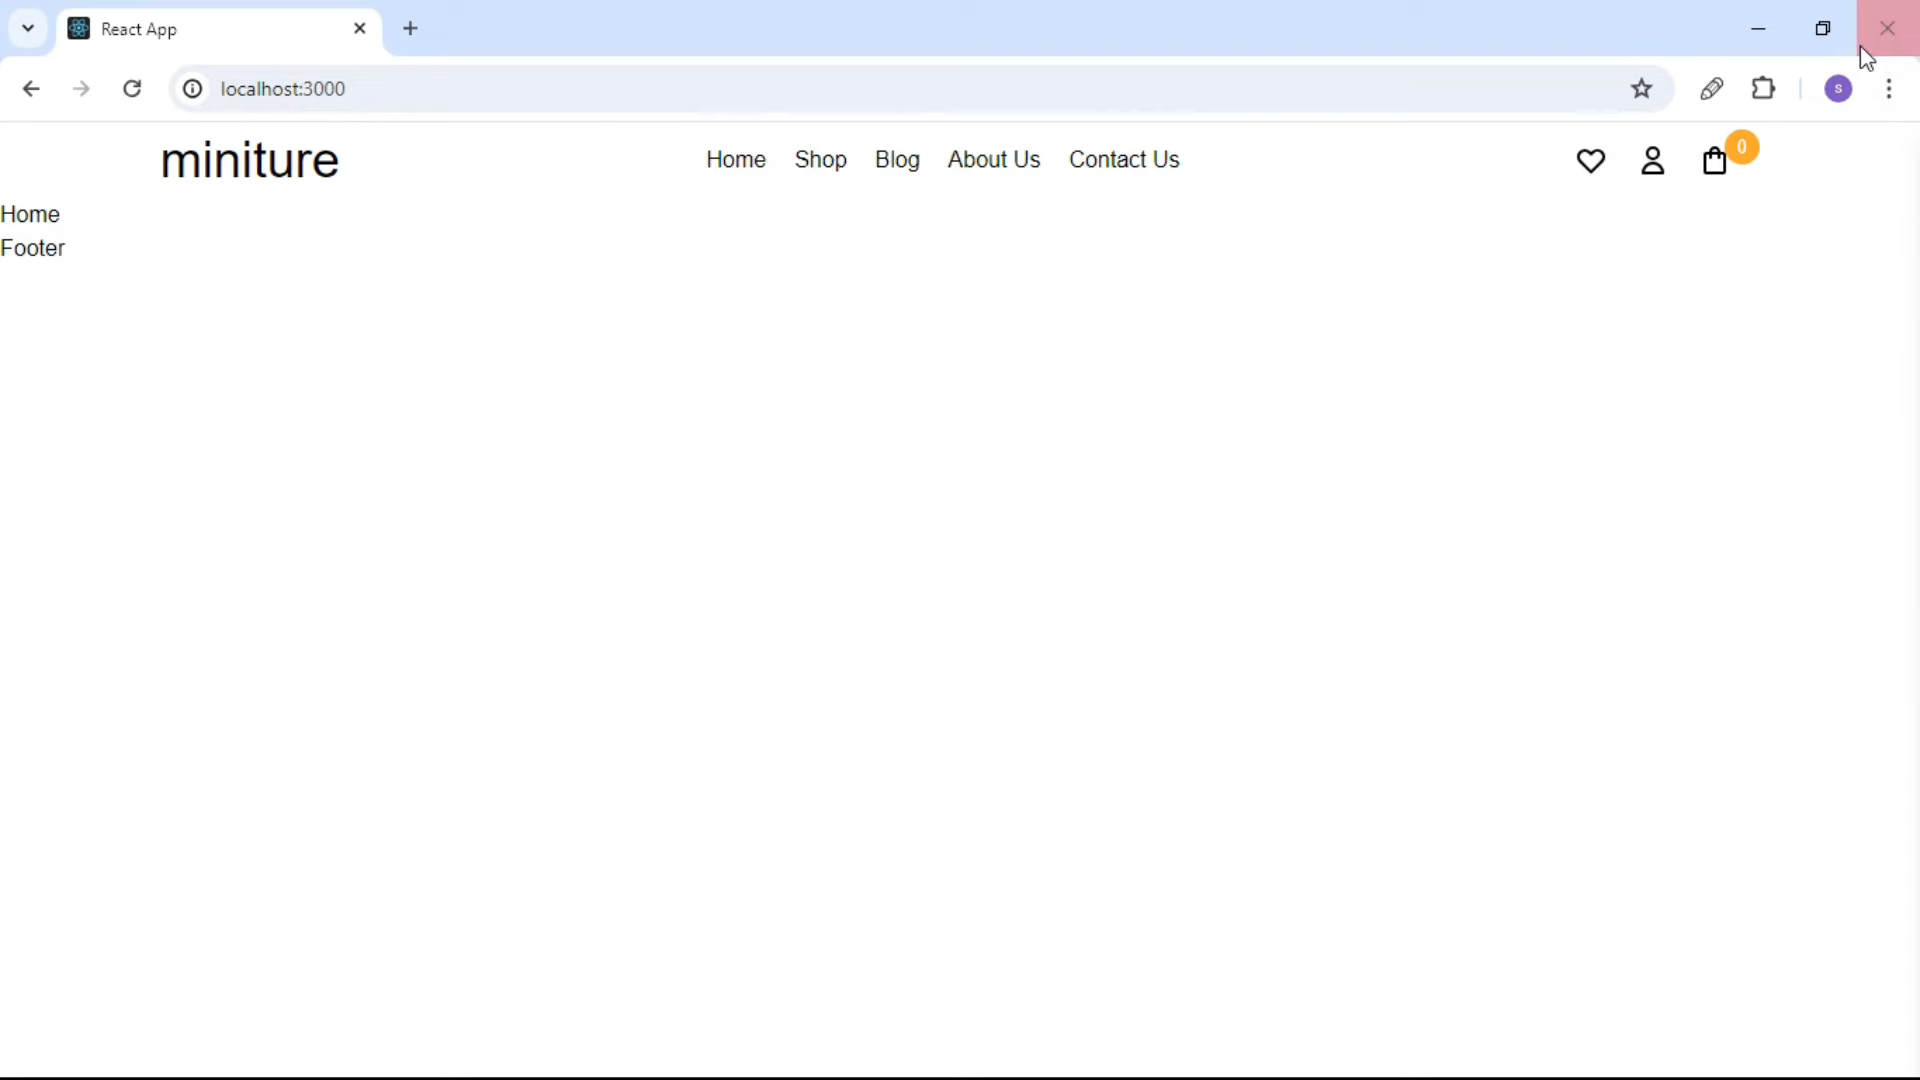 React App
localhost:3000
S
miniture
Home Shop Blog About Us Contact Us
0
Home
Footer